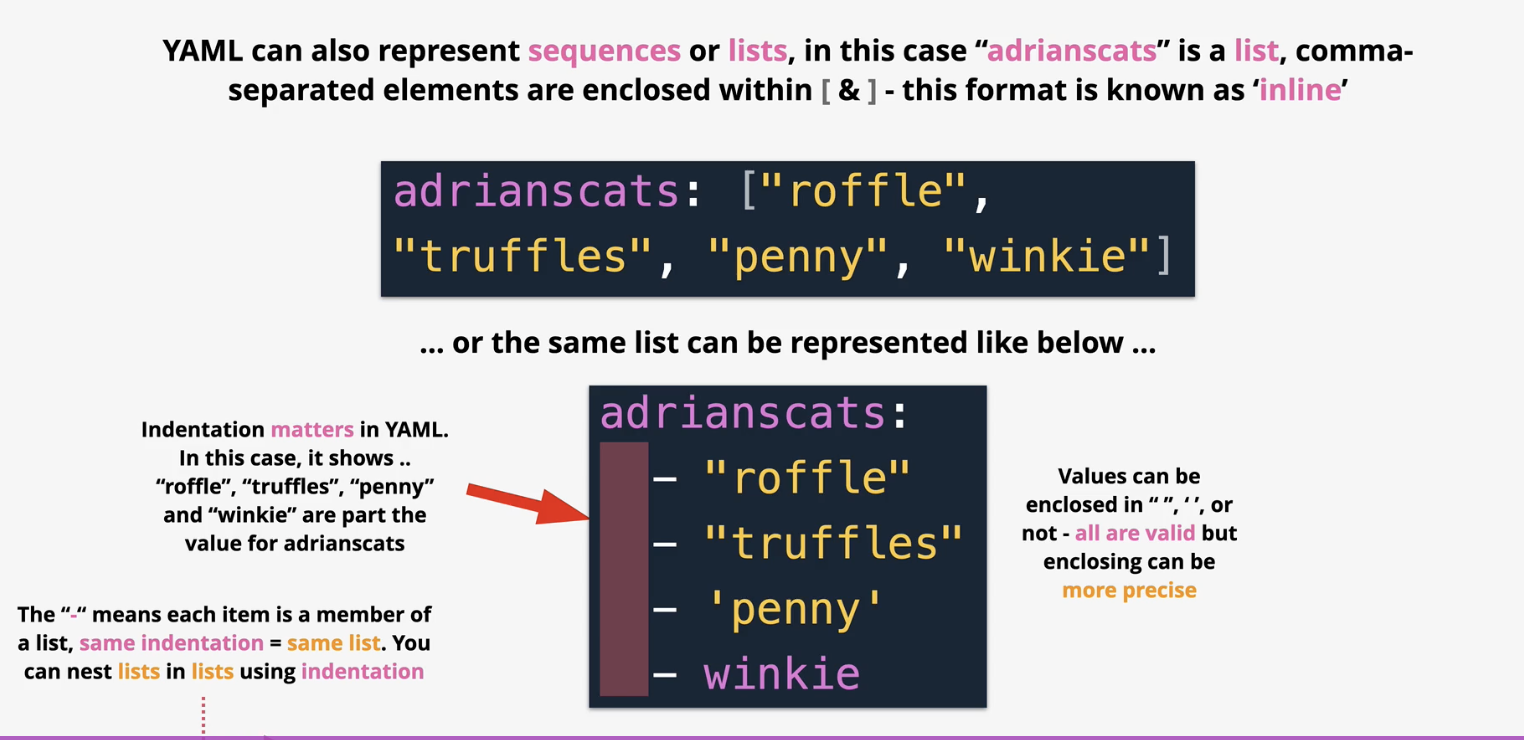 YAML can also represent sequences or lists, in this case “adrianscats” is a list, comma-
separated elements are enclosed within [ & ] - this format is known as ‘inline’
adrianscats: ["roffle",
"truffles", "penny", "winkie"]
... or the same list can be represented like below ...
Indentation matters in YAML.
In this case, it shows ..
“roffle”, “truffles”, “penny”
and “winkie” are part the
value for adrianscats
The “-“ means each item is a member of
a list, same indentation = same list. You
can nest lists in lists using indentation
adrianscats:
- "roffle"
- "truffles"
- 'penny'
- winkie
Values can be
enclosed in “ ”, ‘ ’, or
not - all are valid but
enclosing can be
more precise